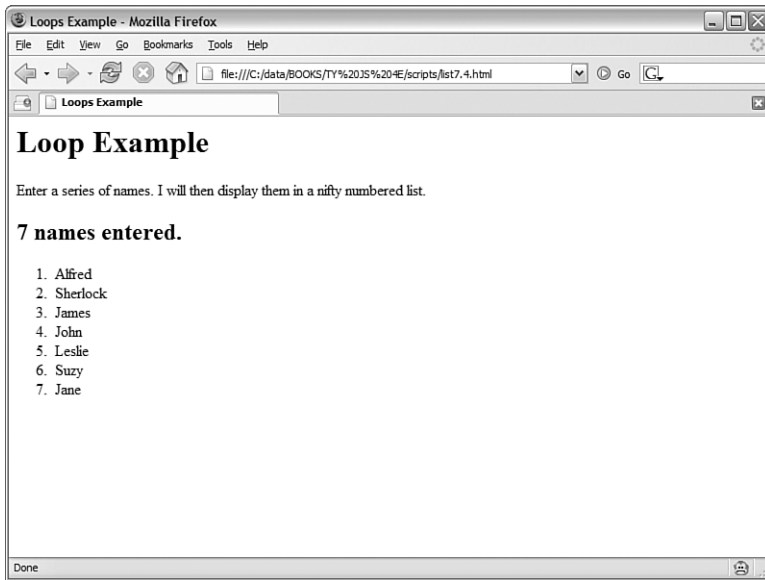 Loops Example - Mozilla Firefox
File Edit View Go Bookmarks Tools Help
file:///C:/data/BOOKS/TY%20JS%204E/scripts/list7.4.html Go G
Loops Example
Loop Example
Enter a series of names. I will then display them in a nifty numbered list.
7 names entered.
1. Alfred
2. Sherlock
3. James
4. John
5. Leslie
6. Suzy
7. Jane
Done